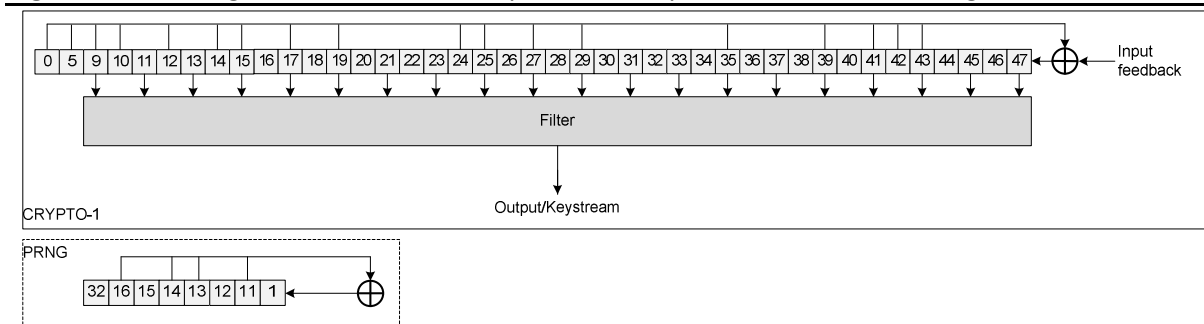 0 5 9 10 11 12 13 14 15 16 17 18 19 20 21 22 23 24 25 26 27 28 29 30 31 32 33 34 35 36 37 38 39 40 41 42 43 44 45 46 47
Input
feedback
Filter
Output/Keystream
CRYPTO-1
PRNG
32 16 15 14 13 12 11 1